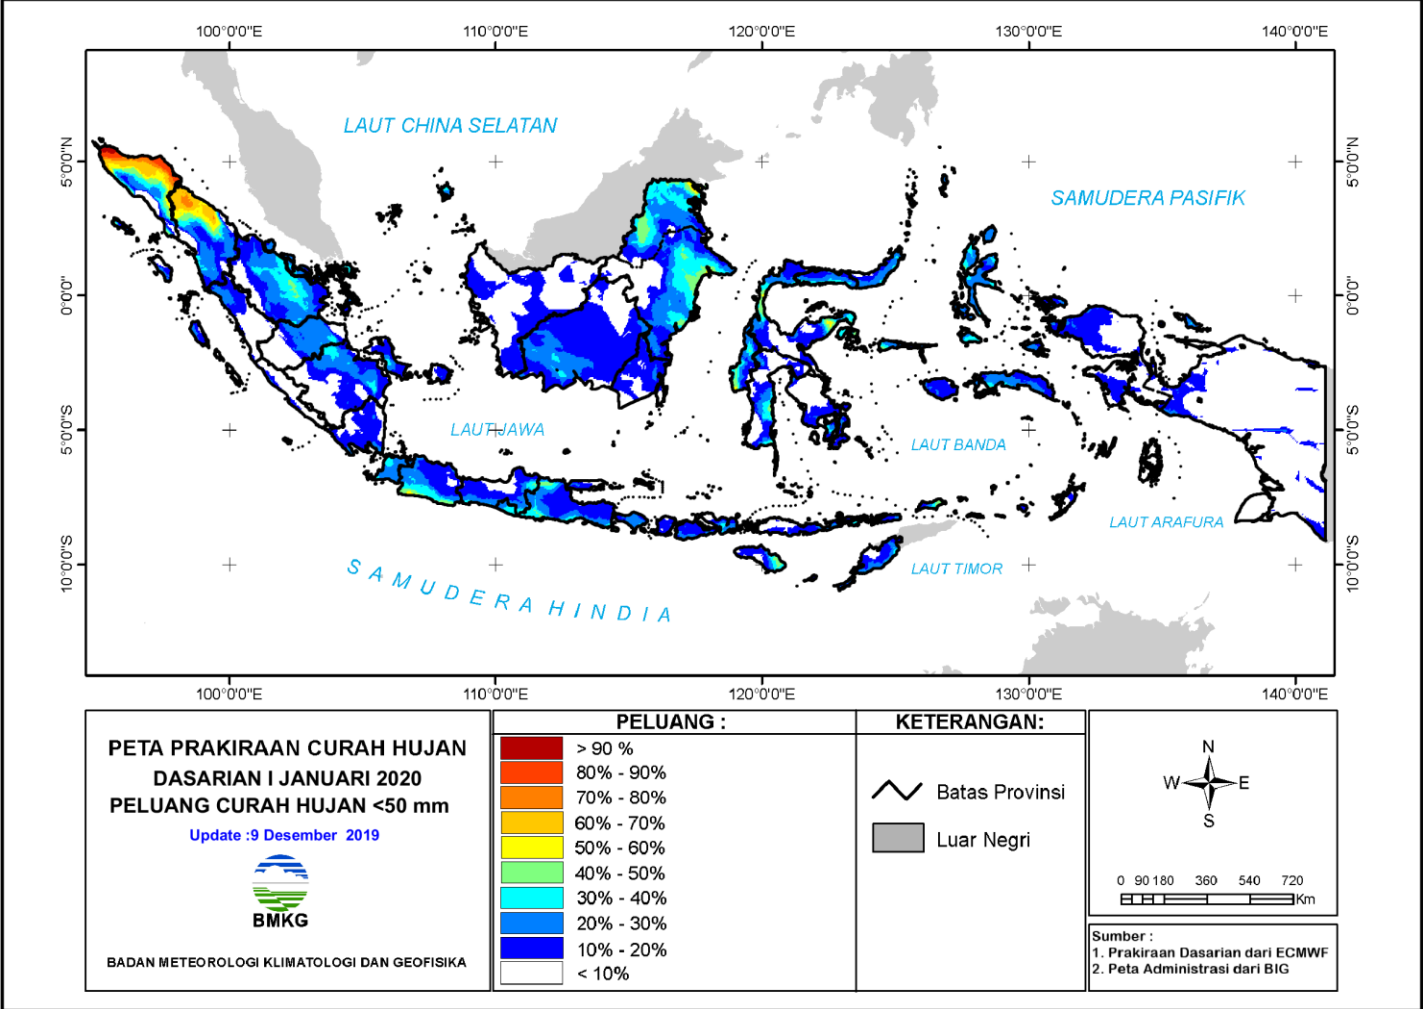 100°0'0"E 110°0'0"E 120°0'0"E 130°0'0"E 140°0'0"E
5°0'0"N
0°0'0"
5°0'0"S
10°0'0"S
LAUT CHINA SELATAN
SAMUDERA PASIFIK
LAUT JAWA
LAUT BANDA
LAUT ARAFURA
LAUT TIMOR
SAMUDERA HINDIA
5°0'0"N
0°0'0"
5°0'0"S
10°0'0"S
100°0'0"E 110°0'0"E 120°0'0"E 130°0'0"E 140°0'0"E
PETA PRAKIRAAN CURAH HUJAN
DASARIAN I JANUARI 2020
PELUANG CURAH HUJAN <50 mm
Update :9 Desember 2019
BMKG
BADAN METEOROLOGI KLIMATOLOGI DAN GEOFISIKA
PELUANG :
> 90 %
80% - 90%
70% - 80%
60% - 70%
50% - 60%
40% - 50%
30% - 40%
20% - 30%
10% - 20%
< 10%
KETERANGAN:
Batas Provinsi
Luar Negri
N
W E
S
0 90 180 360 540 720
Km
Sumber :
1. Prakiraan Dasarian dari ECMWF
2. Peta Administrasi dari BIG